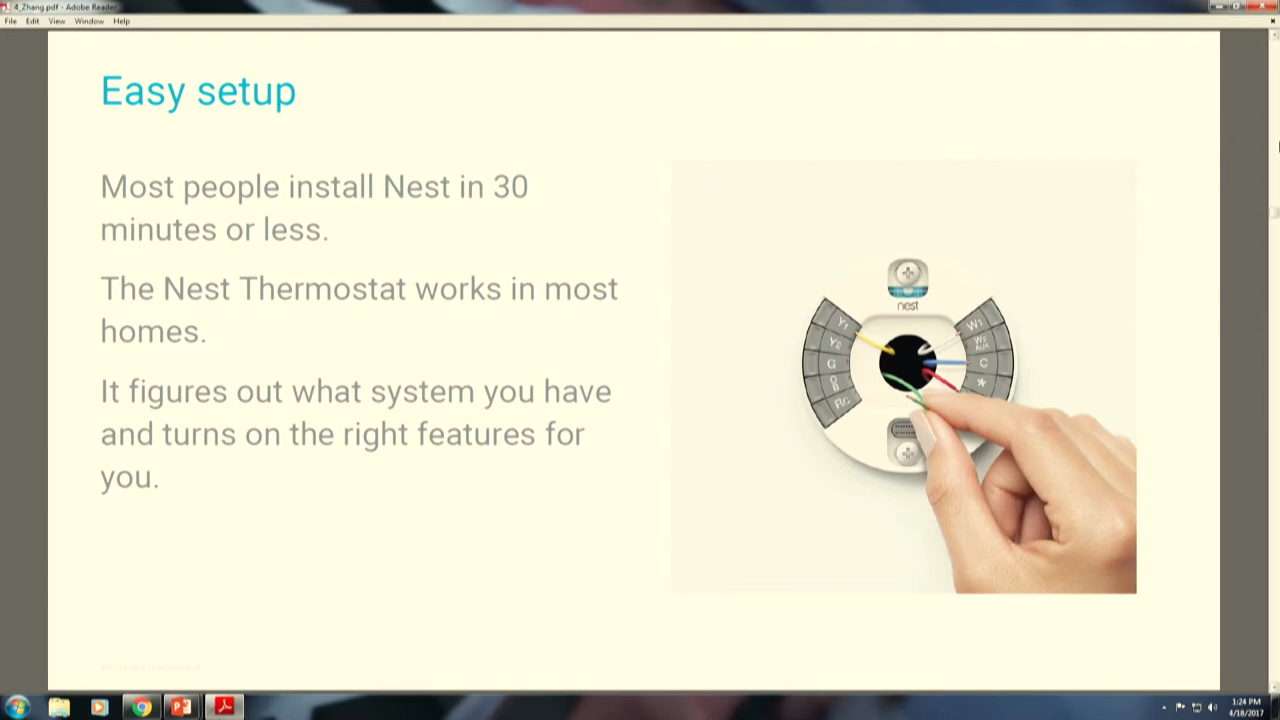 4_Zhang.pdf - Adobe Reader
File Edit View Window Help
Easy setup
Most people install Nest in 30
minutes or less.
The Nest Thermostat works in most
homes.
It figures out what system you have
and turns on the right features for
you.
nest
Y1
Y2
G
O
B
Rc
W1
W2
AUX
C
*
1:24 PM
4/18/2017